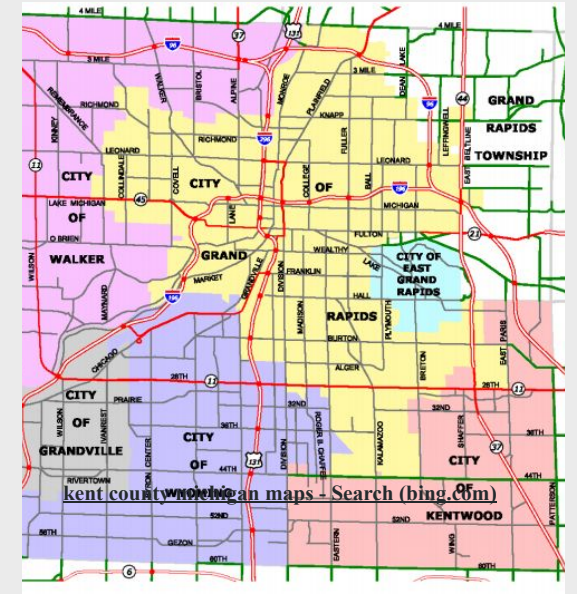 4 MILE
4 MILE
131
37
96
3 MILE
3 MILE
DEAN LAKE
WALKER
BRISTOL
ALPINE
MONROE
PLAINFIELD
REMEMBRANCE
RICHMOND
KINNEY
96
44
LEFFINGWELL
EAST BELTLINE
GRAND
RAPIDS
TOWNSHIP
KNAPP
FULLER
RICHMOND
296
LEONARD
LEONARD
11
COLLINDALE
COVELL
CITY
CITY
OF
COLLEGE
BALL
196
LAKE MICHIGAN
45
LANE
MICHIGAN
OF
O BRIEN
FULTON
21
WEALTHY
LAKE
WALKER
GRAND
CITY OF
EAST
GRAND
RAPIDS
WILSON
MARKET
GRANDVILLE
DIVISION
FRANKLIN
196
MAYNARD
HALL
MADISON
RAPIDS
PLYMOUTH
BURTON
BRETON
EAST PARIS
CHICAGO
ALGER
28TH
11
28TH
11
CITY
PRAIRIE
32ND
32ND
OF
WILSON
IVANREST
36TH
ROGER B. CHAFFEE
KALAMAZOO
SHAFFER
36TH
GRANDVILLE
CITY
BYRON CENTER
131
DIVISION
37
OF
44TH
CITY
44TH
RIVERTOWN
WYOMING
OF
kent county michigan maps - Search (bing.com)
PATTERSON
52ND
52ND
KENTWOOD
56TH
GEZON
EASTERN
WING
60TH
60TH
6